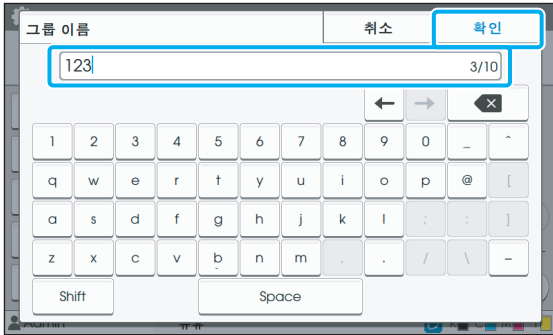 그룹 이름 취소 확인
123 3/10
← → ×
1 2 3 4 5 6 7 8 9 0 _ ^
q w e r t y u i o p @ [
a s d f g h j k l ; : ]
z x c v b n m , . / \ -
Shift Space
Admin